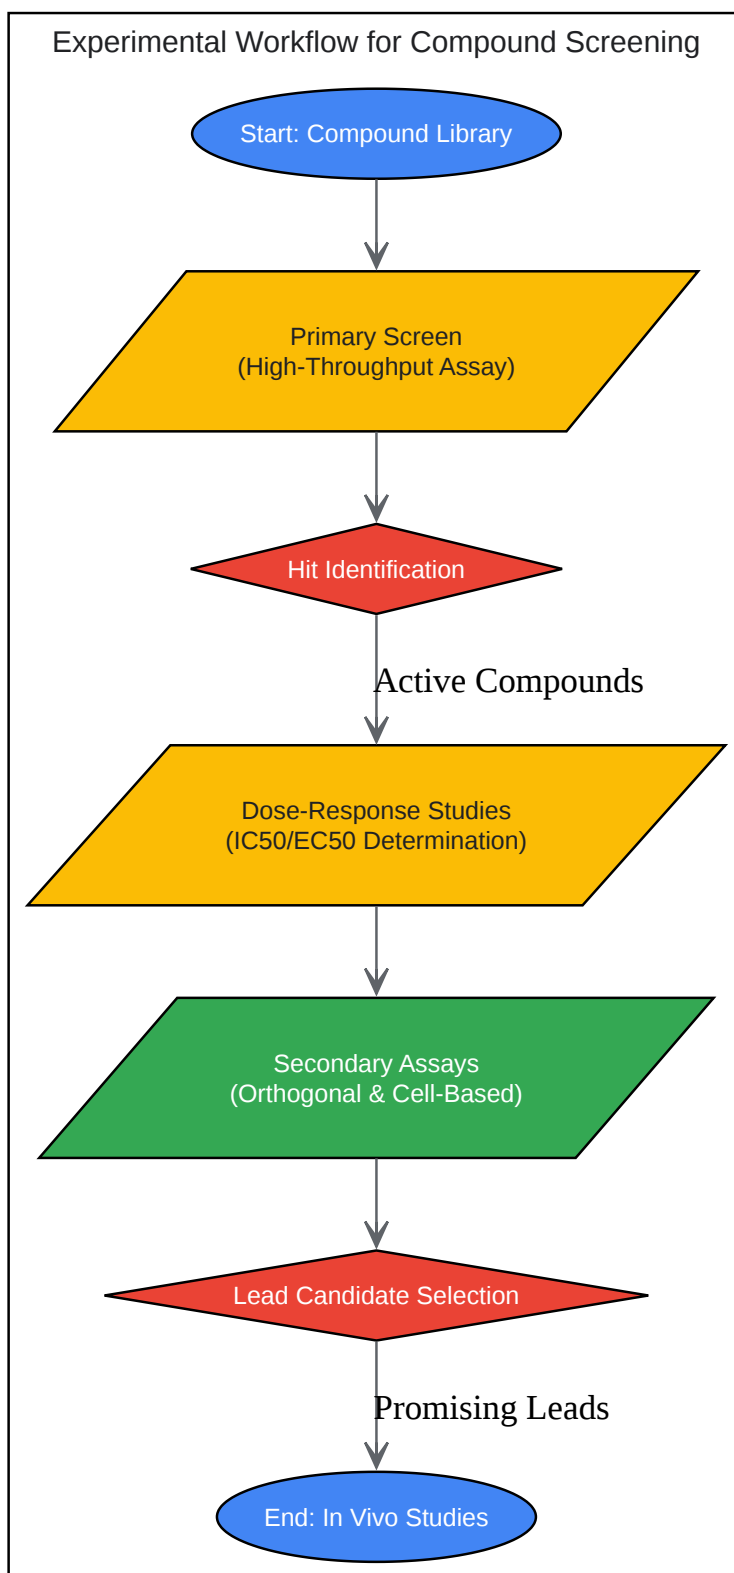 Experimental Workflow for Compound Screening
Start: Compound Library
Primary Screen
(High-Throughput Assay)
Hit Identification
Active Compounds
Dose-Response Studies
(IC50/EC50 Determination)
Secondary Assays
(Orthogonal & Cell-Based)
Lead Candidate Selection
Promising Leads
End: In Vivo Studies